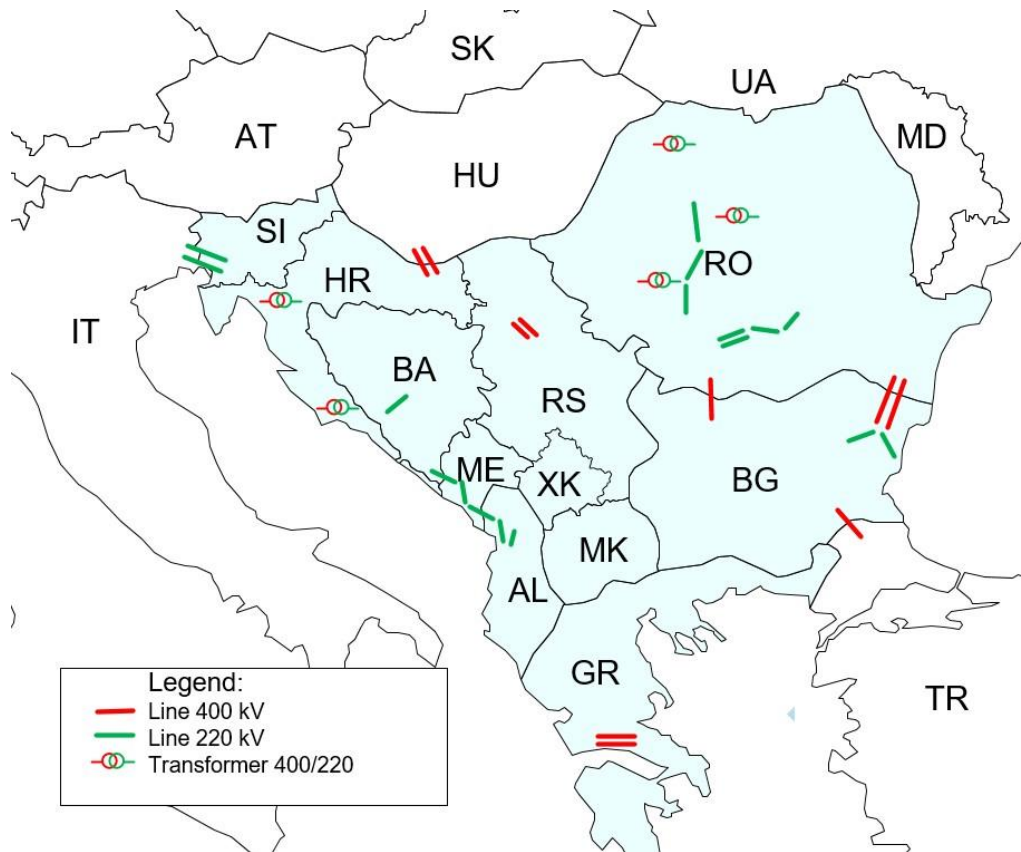 SK
UA
AT
MD
HU
SI
RO
HR
IT
BA
RS
ME
XK
BG
MK
AL
GR
TR
Legend:
Line 400 kV
Line 220 kV
Transformer 400/220